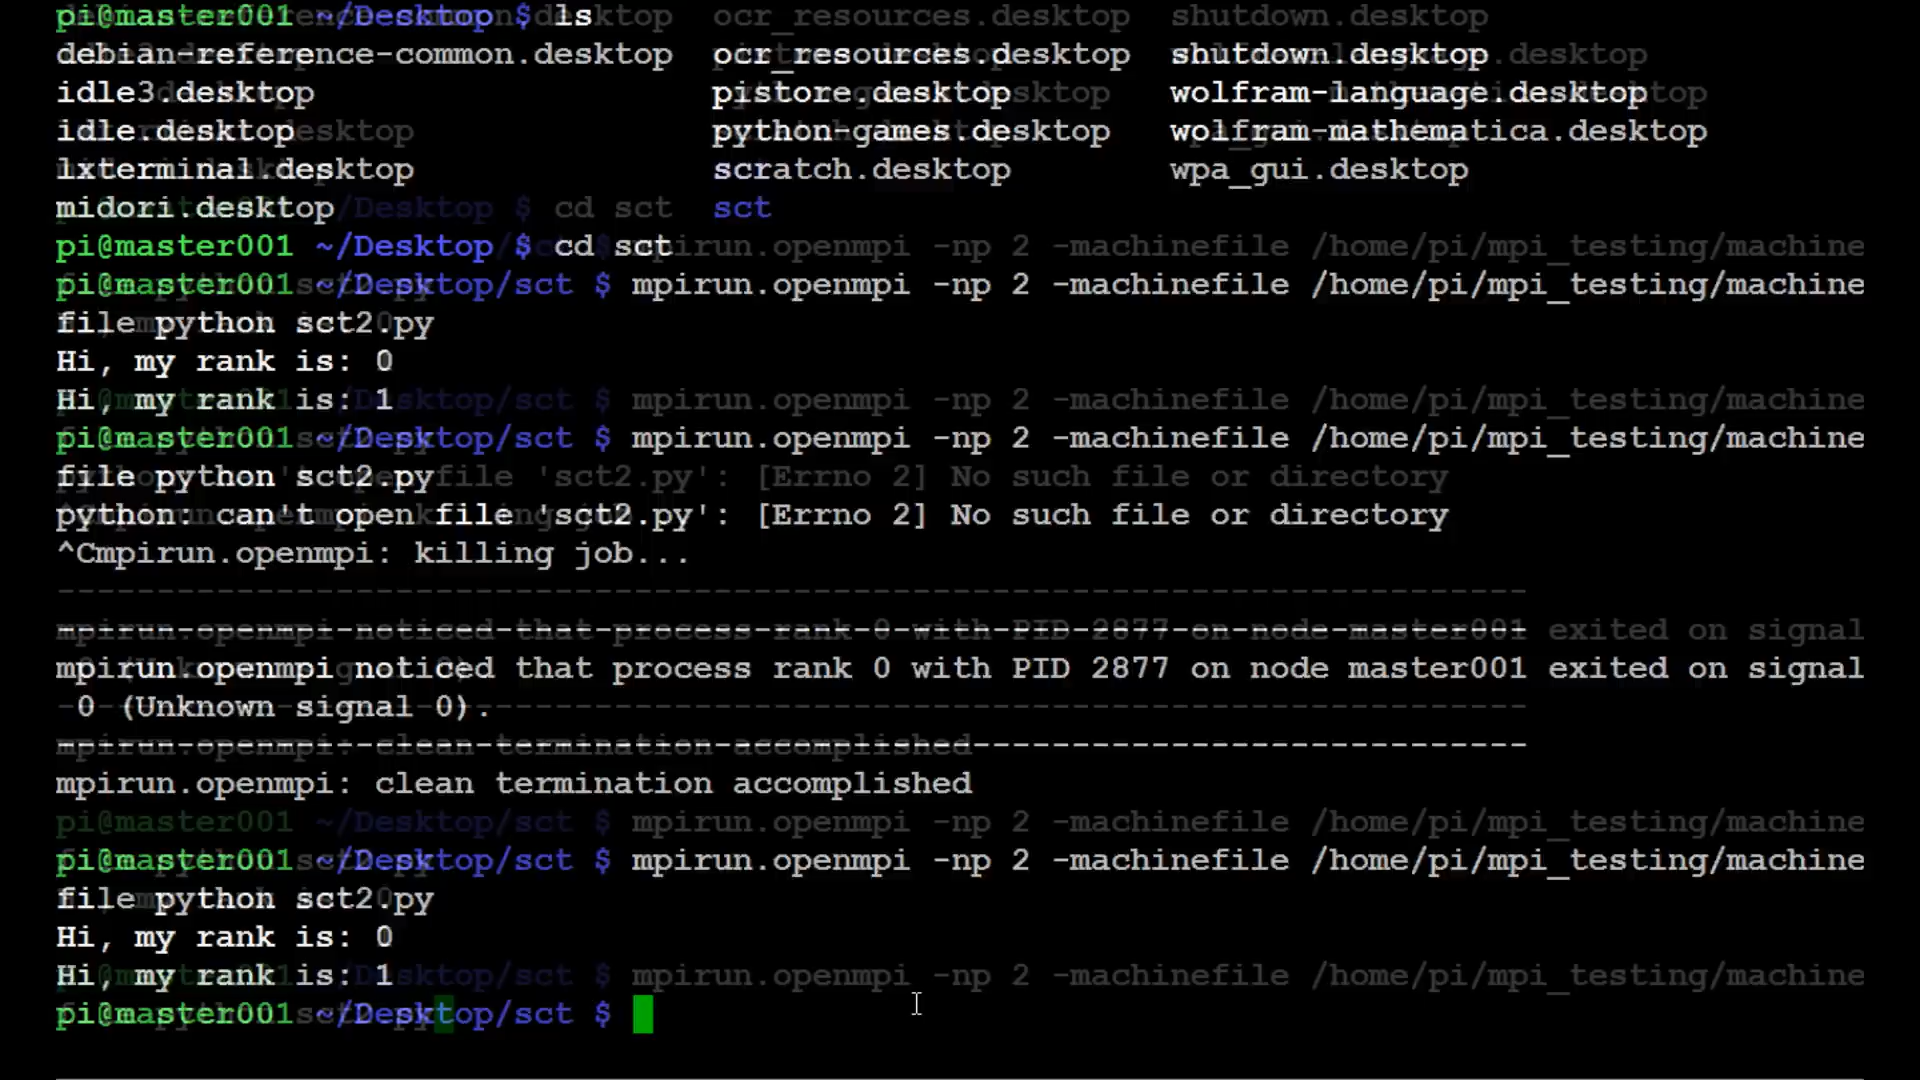 pi@master001 ~/Desktop $ ls
debian-reference-common.desktop  ocr_resources.desktop  shutdown.desktop
idle3.desktop                    pistore.desktop        wolfram-language.desktop
idle.desktop                     python-games.desktop   wolfram-mathematica.desktop
lxterminal.desktop               scratch.desktop        wpa_gui.desktop
midori.desktop                   sct
pi@master001 ~/Desktop $ cd sct
pi@master001 ~/Desktop/sct $ mpirun.openmpi -np 2 -machinefile /home/pi/mpi_testing/machine
file python sct2.py
Hi, my rank is: 0
Hi, my rank is: 1
pi@master001 ~/Desktop/sct $ mpirun.openmpi -np 2 -machinefile /home/pi/mpi_testing/machine
file python sct2.py
python: can't open file 'sct2.py': [Errno 2] No such file or directory
^Cmpirun.openmpi: killing job...
--------------------------------------------------------------------------
mpirun.openmpi noticed that process rank 0 with PID 2877 on node master001 exited on signal
 0 (Unknown signal 0).
--------------------------------------------------------------------------
mpirun.openmpi: clean termination accomplished
pi@master001 ~/Desktop/sct $ mpirun.openmpi -np 2 -machinefile /home/pi/mpi_testing/machine
file python sct2.py
Hi, my rank is: 0
Hi, my rank is: 1
pi@master001 ~/Desktop/sct $